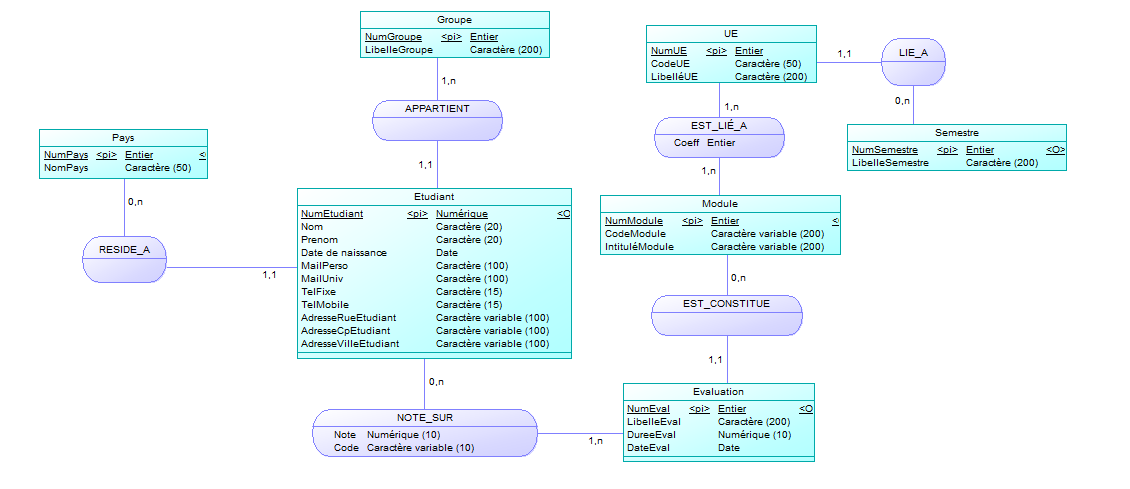 Groupe
NumGroupe <pi> Entier
LibelleGroupe Caractère (200)
1,n
APPARTIENT
1,1
Pays
NumPays <pi> Entier <
NomPays Caractère (50)
0,n
RESIDE_A
1,1
Etudiant
NumEtudiant <pi> Numérique <O
Nom Caractère (20)
Prenom Caractère (20)
Date de naissance Date
MailPerso Caractère (100)
MailUniv Caractère (100)
TelFixe Caractère (15)
TelMobile Caractère (15)
AdresseRueEtudiant Caractère variable (100)
AdresseCpEtudiant Caractère variable (100)
AdresseVilleEtudiant Caractère variable (100)
0,n
NOTE_SUR
Note Numérique (10)
Code Caractère variable (10)
1,n
UE
NumUE <pi> Entier
CodeUE Caractère (50)
LibelléUE Caractère (200)
1,1
LIE_A
0,n
Semestre
NumSemestre <pi> Entier <O>
LibelleSemestre Caractère (200)
1,n
EST_LIÉ_A
Coeff Entier
1,n
Module
NumModule <pi> Entier <
CodeModule Caractère variable (200)
IntituléModule Caractère variable (200)
0,n
EST_CONSTITUE
1,1
Evaluation
NumEval <pi> Entier <O
LibelleEval Caractère (200)
DureeEval Numérique (10)
DateEval Date